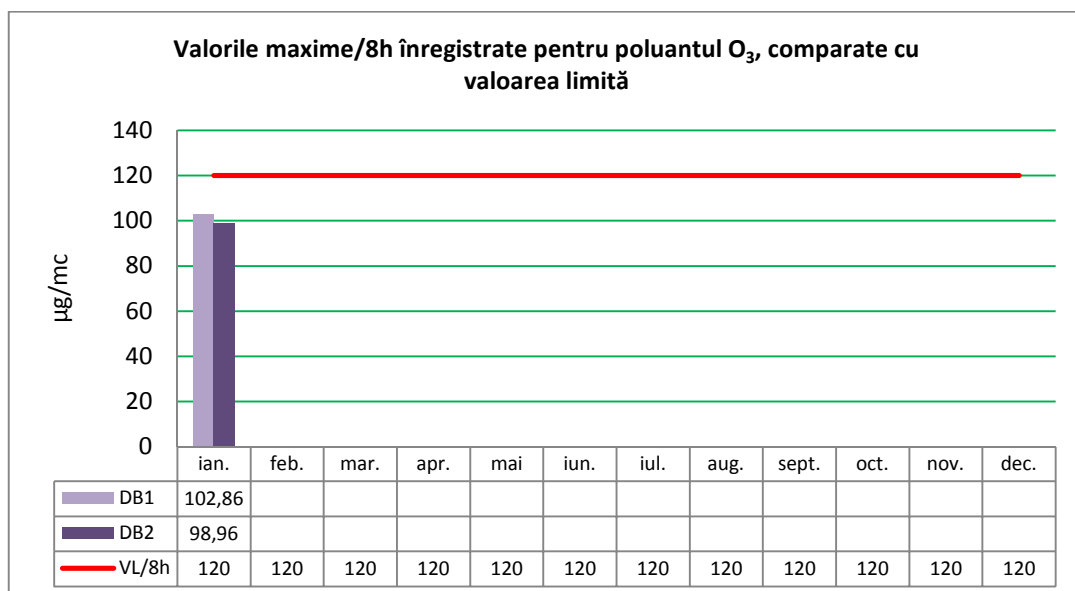 Valorile maxime/8h înregistrate pentru poluantul O₃, comparate cu
valoarea limită
140
120
100
80
60
40
20
0
µg/mc
ian. feb. mar. apr. mai iun. iul. aug. sept. oct. nov. dec.
DB1 102,86
DB2 98,96
VL/8h 120 120 120 120 120 120 120 120 120 120 120 120